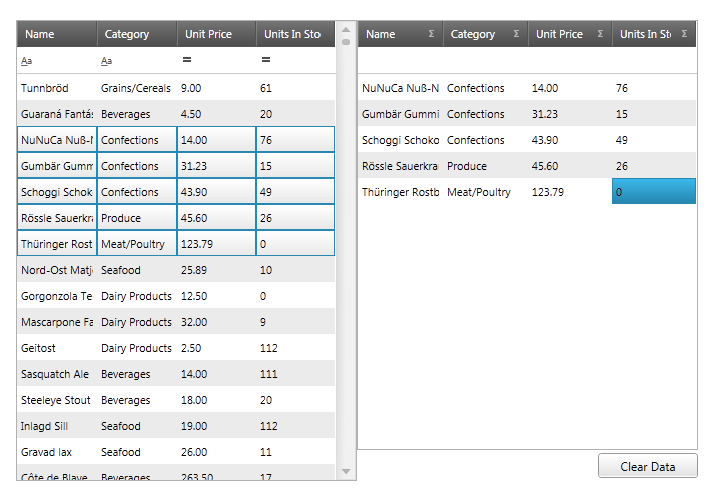 Name Category Unit Price Units In Sto
Aa Aa = =
Tunnbröd Grains/Cereals 9.00 61
Guaraná Fantás Beverages 4.50 20
NuNuCa Nuß-N Confections 14.00 76
Gumbär Gumm Confections 31.23 15
Schoggi Schok Confections 43.90 49
Rössle Sauerkra Produce 45.60 26
Thüringer Rost Meat/Poultry 123.79 0
Nord-Ost Matj Seafood 25.89 10
Gorgonzola Te Dairy Products 12.50 0
Mascarpone Fa Dairy Products 32.00 9
Geitost Dairy Products 2.50 112
Sasquatch Ale Beverages 14.00 111
Steeleye Stout Beverages 18.00 20
Inlagd Sill Seafood 19.00 112
Gravad lax Seafood 26.00 11
Côte de Blaye Beverages 263.50 17
Name Σ Category Σ Unit Price Σ Units In St Σ
NuNuCa Nuß-N Confections 14.00 76
Gumbär Gummi Confections 31.23 15
Schoggi Schoko Confections 43.90 49
Rössle Sauerkra Produce 45.60 26
Thüringer Rostb Meat/Poultry 123.79 0
Clear Data